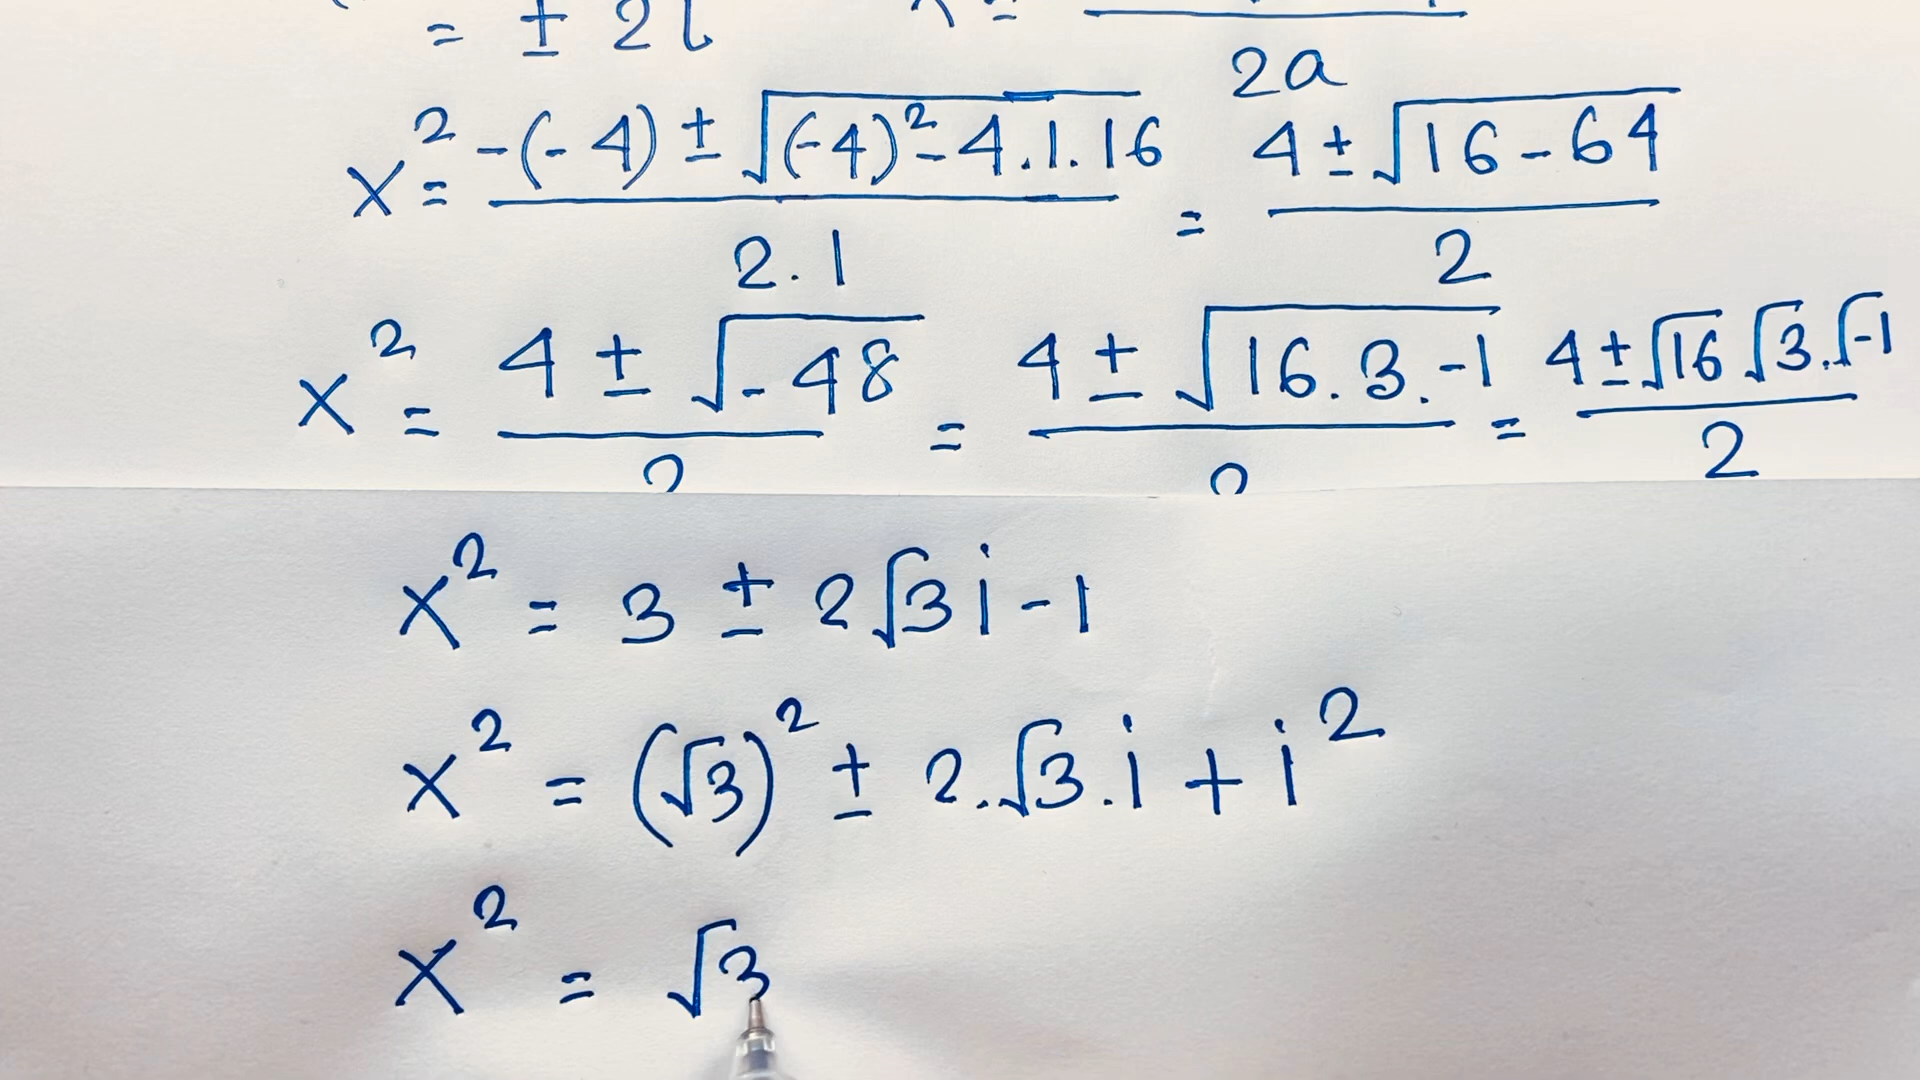 = ± 2i
2a
x² = -(-4) ± √(-4)² - 4.1.16 / 2.1 = 4 ± √16 - 64 / 2
x² = 4 ± √-48 / 2 = 4 ± √16.3.-1 / 2 = 4 ± √16 √3.√-1 / 2
x² = 3 ± 2√3 i - 1
x² = (√3)² ± 2.√3.i + i²
x² = √3